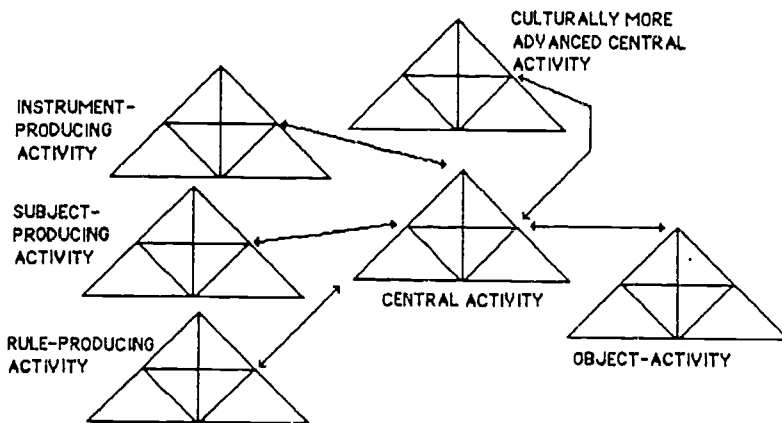 CULTURALLY MORE
ADVANCED CENTRAL
ACTIVITY
INSTRUMENT-
PRODUCING
ACTIVITY
SUBJECT-
PRODUCING
ACTIVITY
CENTRAL ACTIVITY
RULE-PRODUCING
ACTIVITY
OBJECT-ACTIVITY